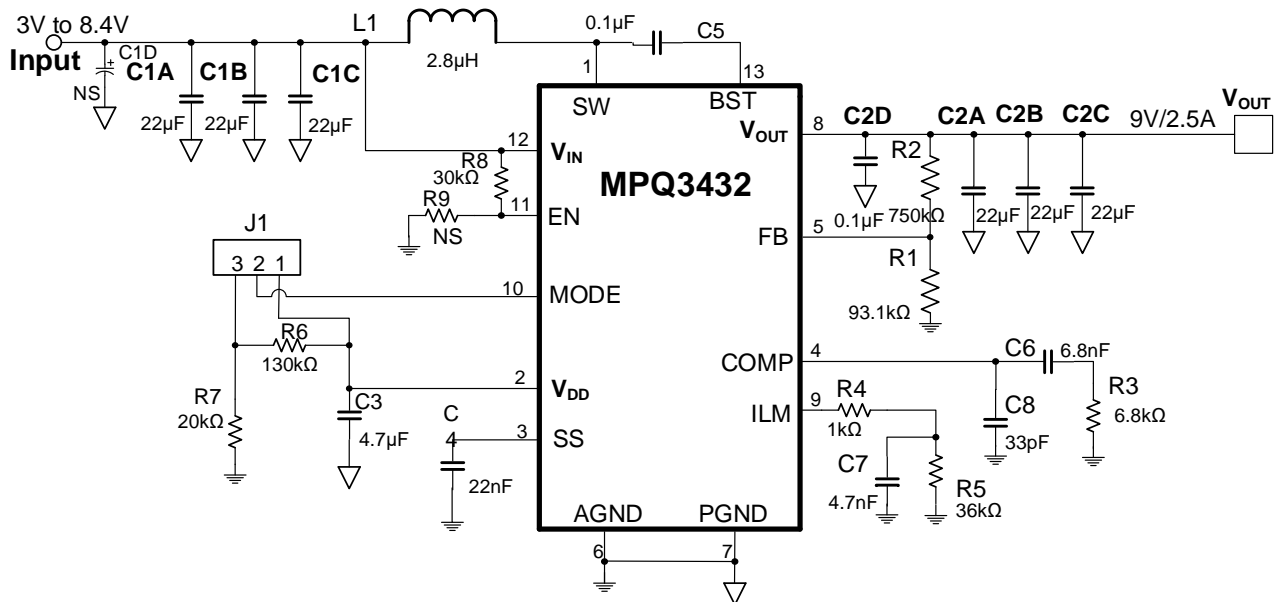 3V to 8.4V
Input
C1D
+
NS
C1A
22µF
C1B
22µF
C1C
22µF
L1
2.8µH
0.1µF
C5
1
13
SW
BST
MPQ3432
12
VIN
R8
30kΩ
11
EN
R9
NS
J1
3 2 1
10
MODE
R6
130kΩ
R7
20kΩ
2
VDD
C3
4.7µF
3
SS
C
4
22nF
AGND
PGND
6
7
VOUT
8
C2D
0.1µF
R2
750kΩ
C2A
22µF
C2B
22µF
C2C
22µF
9V/2.5A
VOUT
FB
5
R1
93.1kΩ
COMP
4
C6
6.8nF
R3
6.8kΩ
C8
33pF
ILM
9
R4
1kΩ
C7
4.7nF
R5
36kΩ